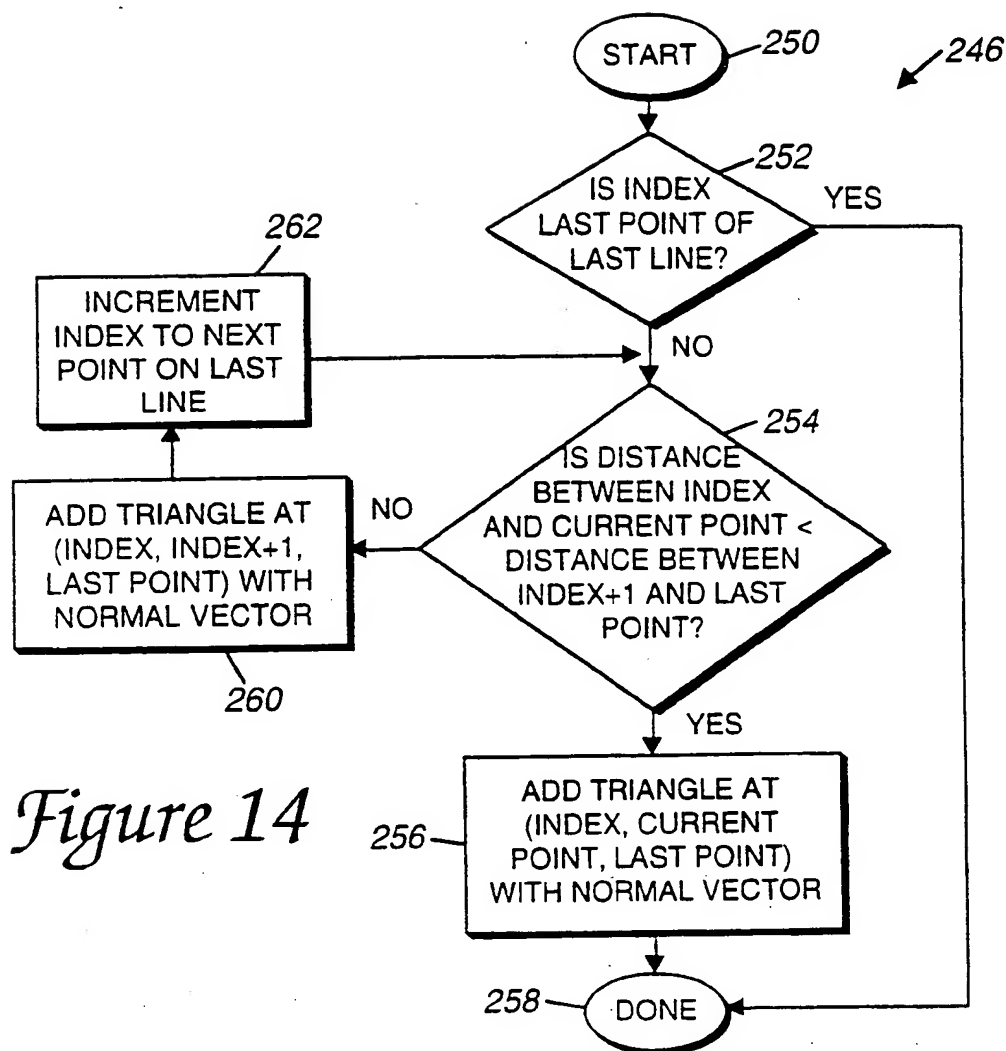 START
250
246
252
IS INDEX
LAST POINT OF
LAST LINE?
YES
262
INCREMENT
INDEX TO NEXT
POINT ON LAST
LINE
NO
254
IS DISTANCE
BETWEEN INDEX
AND CURRENT POINT <
DISTANCE BETWEEN
INDEX+1 AND LAST
POINT?
NO
ADD TRIANGLE AT
(INDEX, INDEX+1,
LAST POINT) WITH
NORMAL VECTOR
260
YES
Figure 14
256
ADD TRIANGLE AT
(INDEX, CURRENT
POINT, LAST POINT)
WITH NORMAL VECTOR
258
DONE